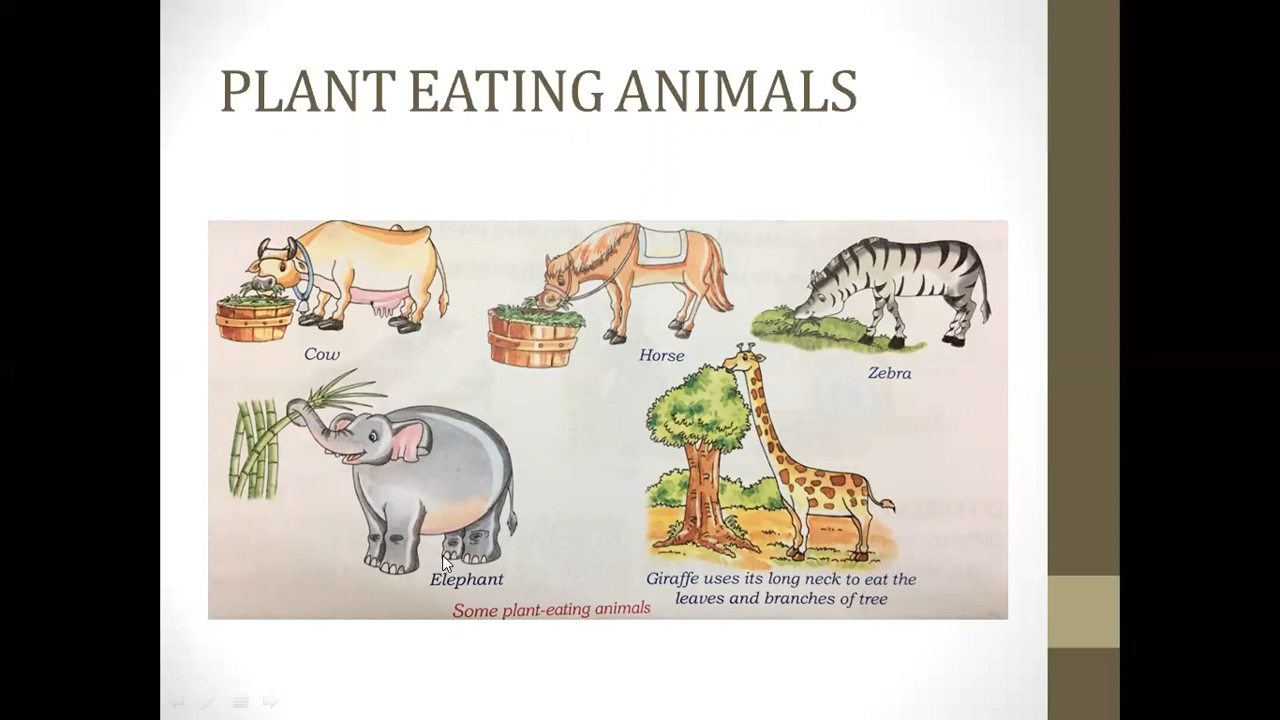 PLANT EATING ANIMALS
Cow
Horse
Zebra
Elephant
Giraffe uses its long neck to eat the
leaves and branches of tree
Some plant-eating animals